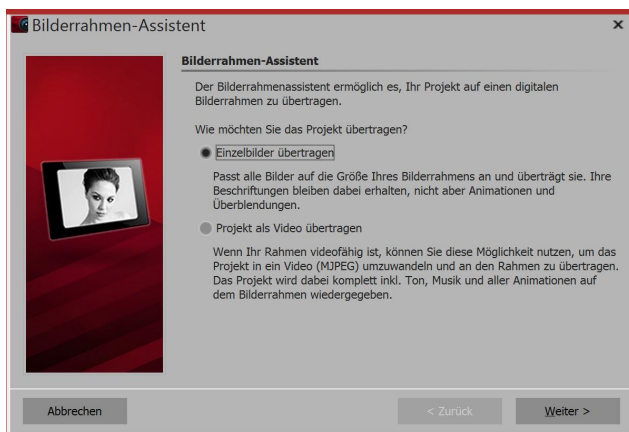 Bilderrahmen-Assistent
Bilderrahmen-Assistent
Der Bilderrahmenassistent ermöglich es, Ihr Projekt auf einen digitalen
Bilderrahmen zu übertragen.
Wie möchten Sie das Projekt übertragen?
Einzelbilder übertragen
Passt alle Bilder auf die Größe Ihres Bilderrahmens an und überträgt sie. Ihre
Beschriftungen bleiben dabei erhalten, nicht aber Animationen und
Überblendungen.
Projekt als Video übertragen
Wenn Ihr Rahmen videofähig ist, können Sie diese Möglichkeit nutzen, um das
Projekt in ein Video (MJPEG) umzuwandeln und an den Rahmen zu übertragen.
Das Projekt wird dabei komplett inkl. Ton, Musik und aller Animationen auf
dem Bilderrahmen wiedergegeben.
Abbrechen
< Zurück
Weiter >